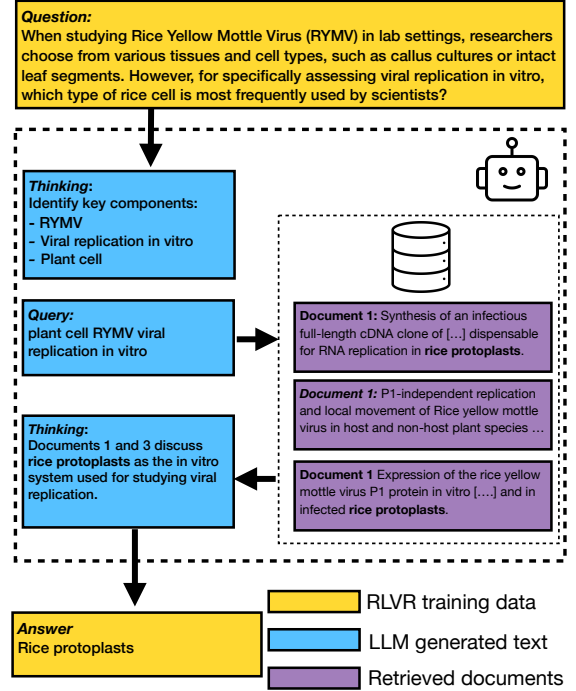 Question:
When studying Rice Yellow Mottle Virus (RYMV) in lab settings, researchers
choose from various tissues and cell types, such as callus cultures or intact
leaf segments. However, for specifically assessing viral replication in vitro,
which type of rice cell is most frequently used by scientists?
Thinking:
Identify key components:
- RYMV
- Viral replication in vitro
- Plant cell
Query:
plant cell RYMV viral
replication in vitro
Document 1: Synthesis of an infectious
full-length cDNA clone of [...] dispensable
for RNA replication in rice protoplasts.
Document 1: P1-independent replication
and local movement of Rice yellow mottle
virus in host and non-host plant species ...
Document 1 Expression of the rice yellow
mottle virus P1 protein in vitro [....] and in
infected rice protoplasts.
Thinking:
Documents 1 and 3 discuss
rice protoplasts as the in vitro
system used for studying viral
replication.
Answer
Rice protoplasts
RLVR training data
LLM generated text
Retrieved documents